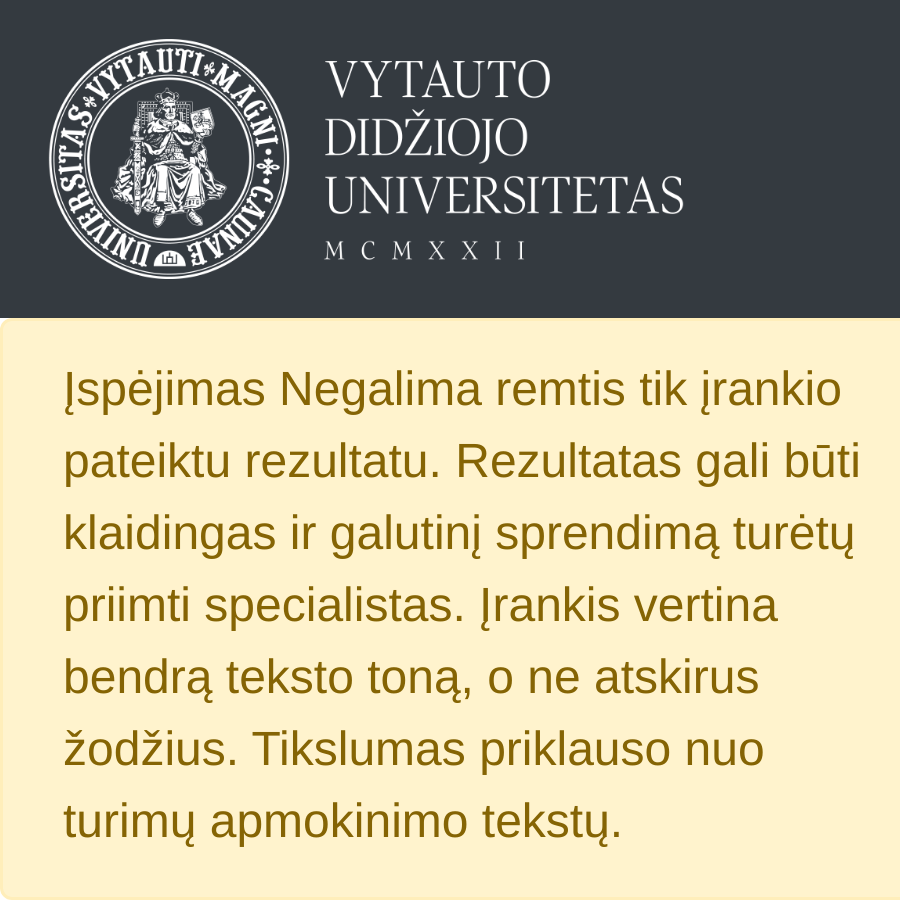 UNIVERSITAS VYTAUTI MAGNI CAUNAE
VYTAUTO
DIDŽIOJO
UNIVERSITETAS
MCMXXII
Įspėjimas Negalima remtis tik įrankio
pateiktu rezultatu. Rezultatas gali būti
klaidingas ir galutinį sprendimą turėtų
priimti specialistas. Įrankis vertina
bendrą teksto toną, o ne atskirus
žodžius. Tikslumas priklauso nuo
turimų apmokinimo tekstų.